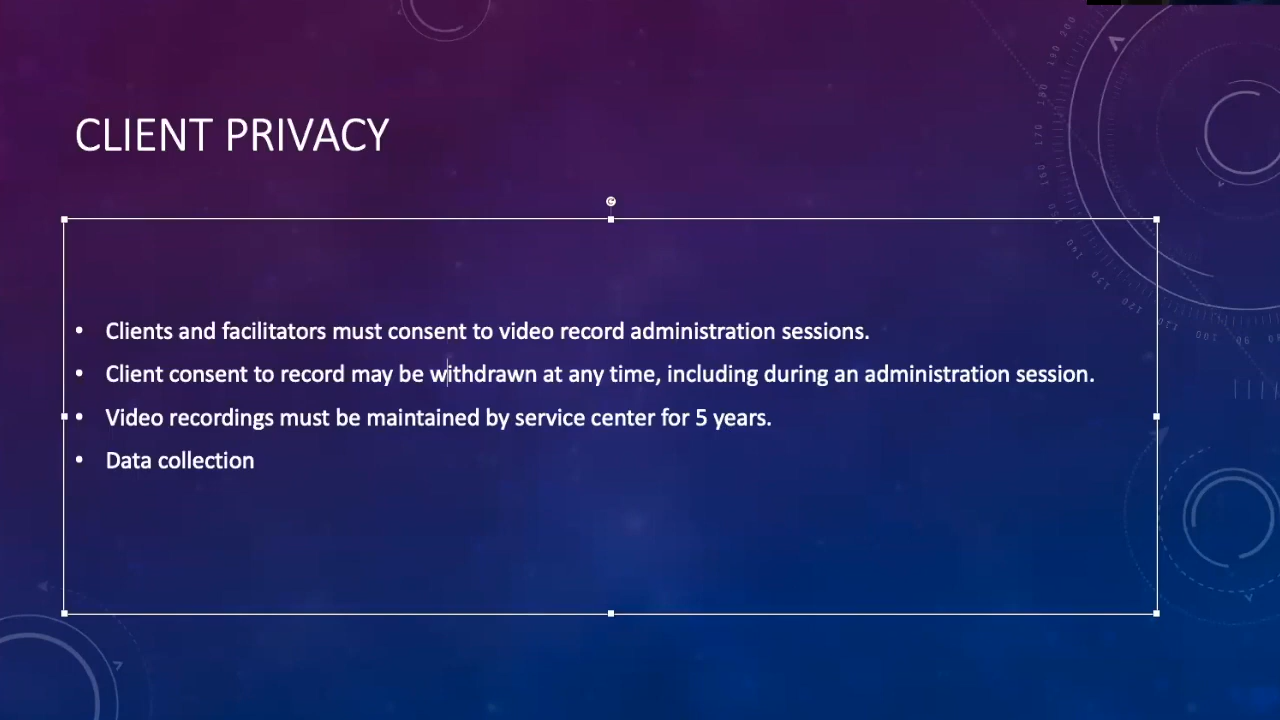 CLIENT PRIVACY
• Clients and facilitators must consent to video record administration sessions.
• Client consent to record may be withdrawn at any time, including during an administration session.
• Video recordings must be maintained by service center for 5 years.
• Data collection